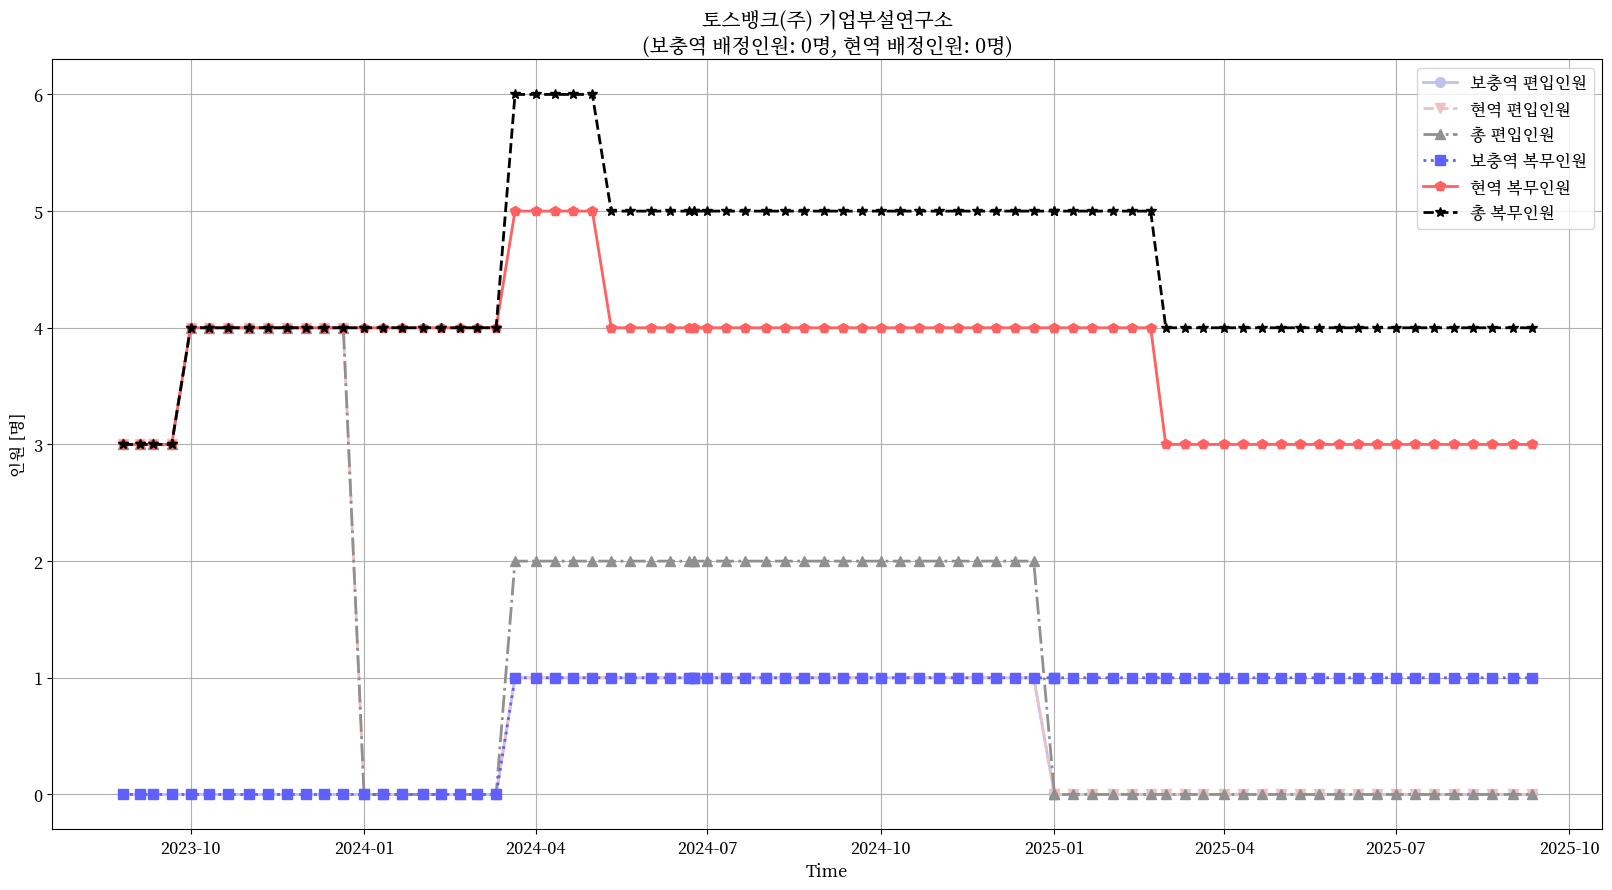 토스뱅크(주) 기업부설연구소
(보충역 배정인원: 0명, 현역 배정인원: 0명)
보충역 편입인원
현역 편입인원
총 편입인원
보충역 복무인원
현역 복무인원
총 복무인원
인원 [명]
6
5
4
3
2
1
0
2023-10
2024-01
2024-04
2024-07
2024-10
2025-01
2025-04
2025-07
2025-10
Time